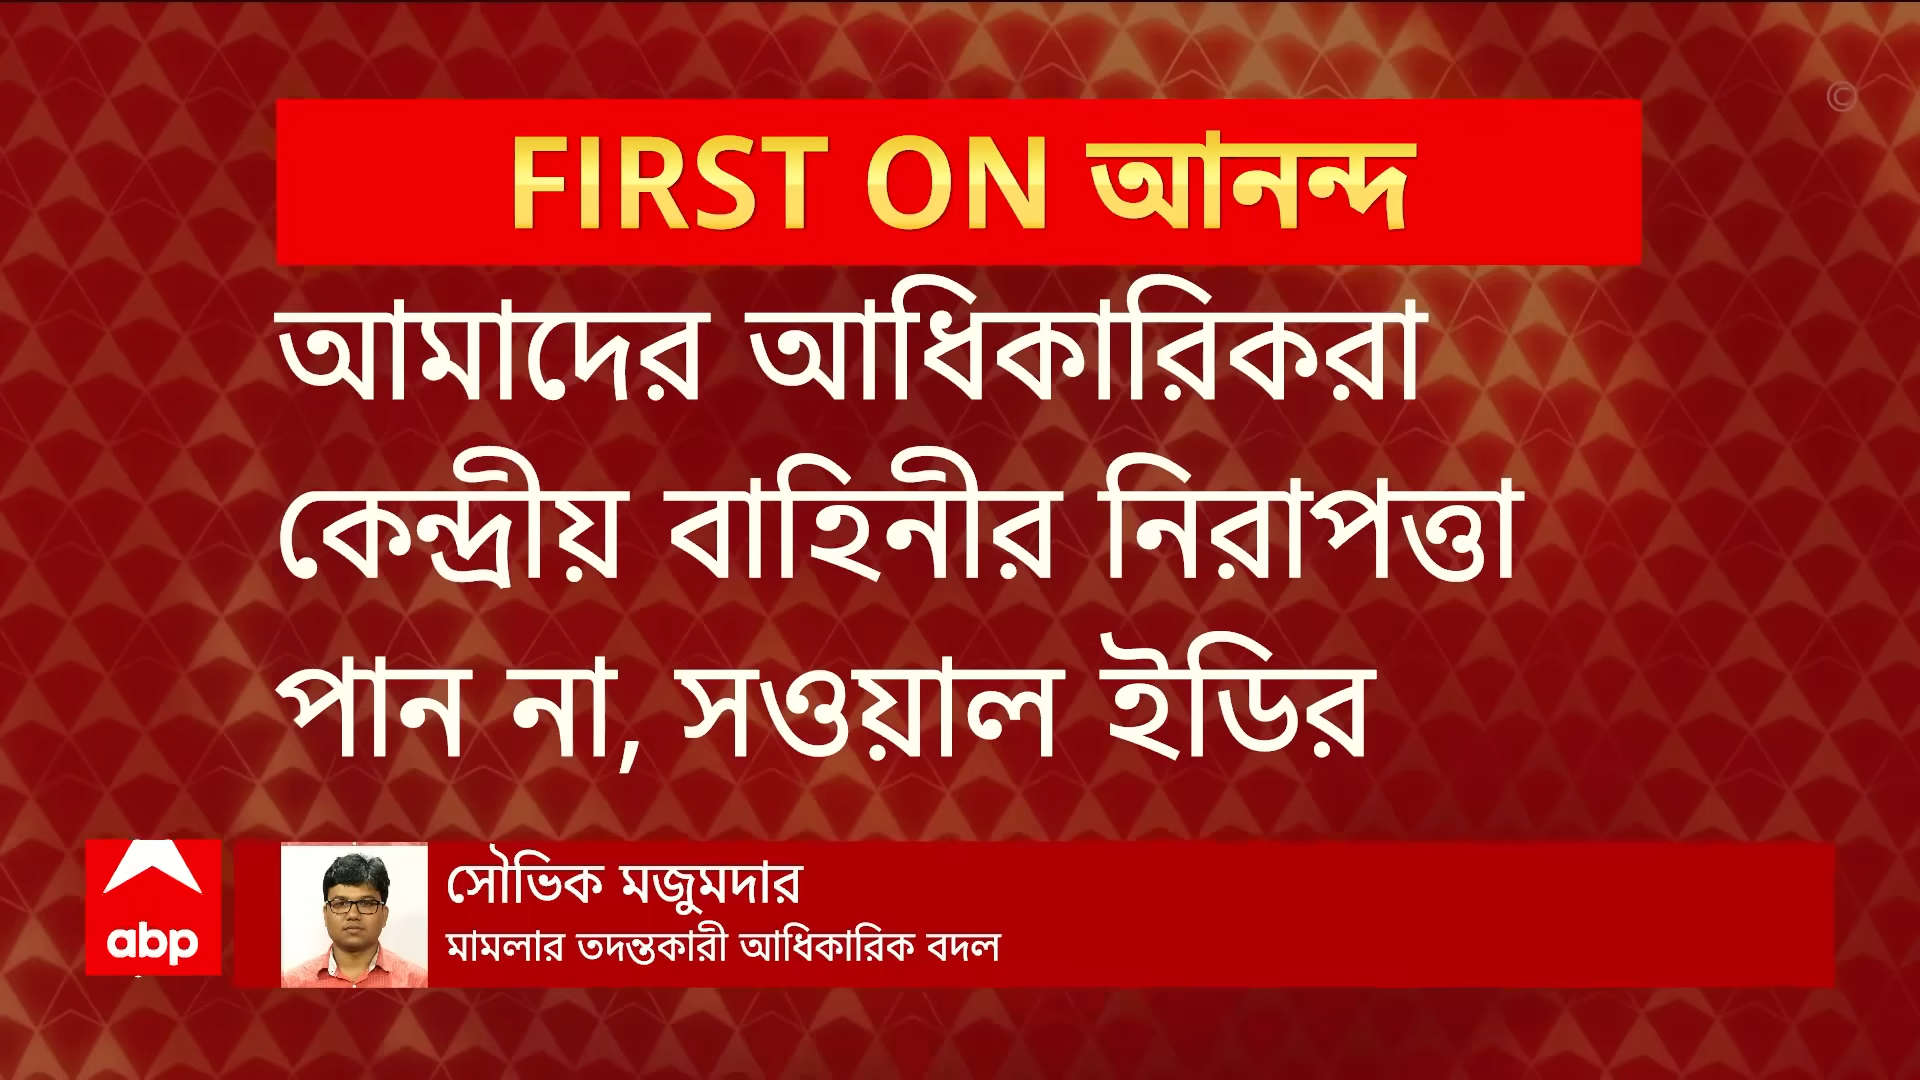 ©
FIRST ON আনন্দ
আমাদের আধিকারিকরা
কেন্দ্রীয় বাহিনীর নিরাপত্তা
পান না, সওয়াল ইডির
সৌভিক মজুমদার
মামলার তদন্তকারী আধিকারিক বদল
abp